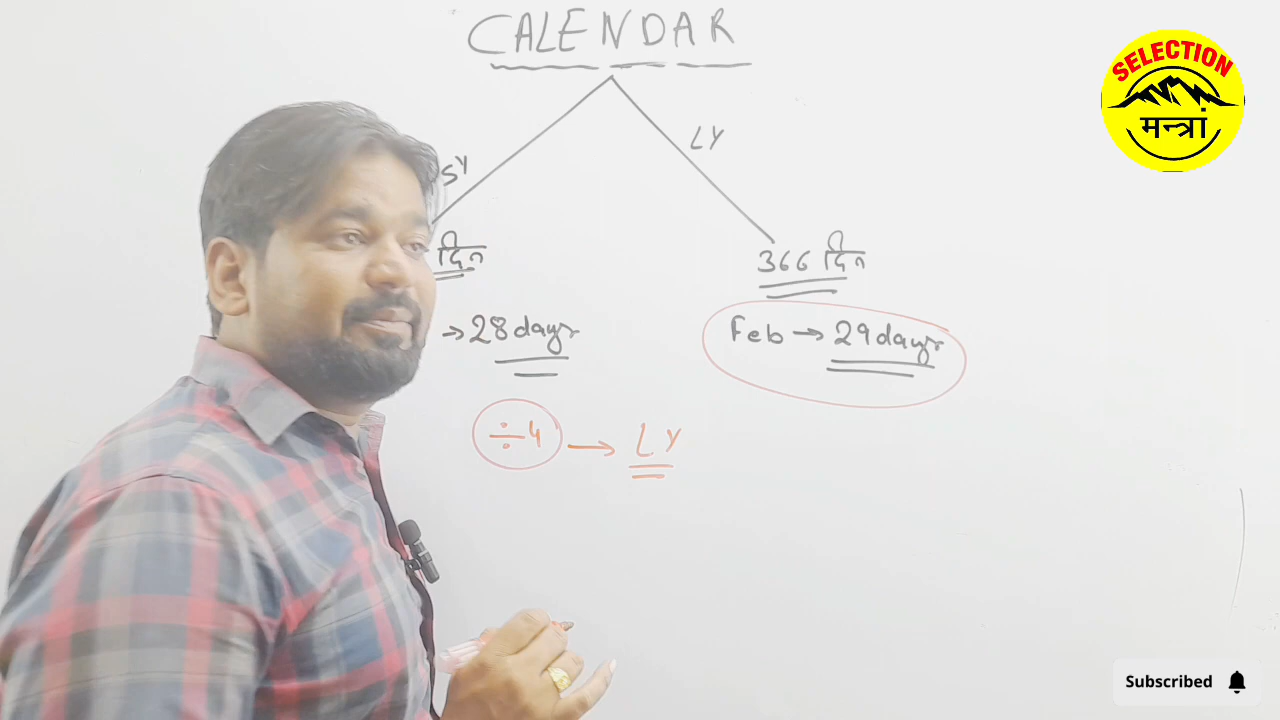 CALENDAR
SELECTION
मन्त्रां
SY
LY
दिन
366 दिन
→ 28 days
Feb → 29 days
÷4 → LY
Subscribed